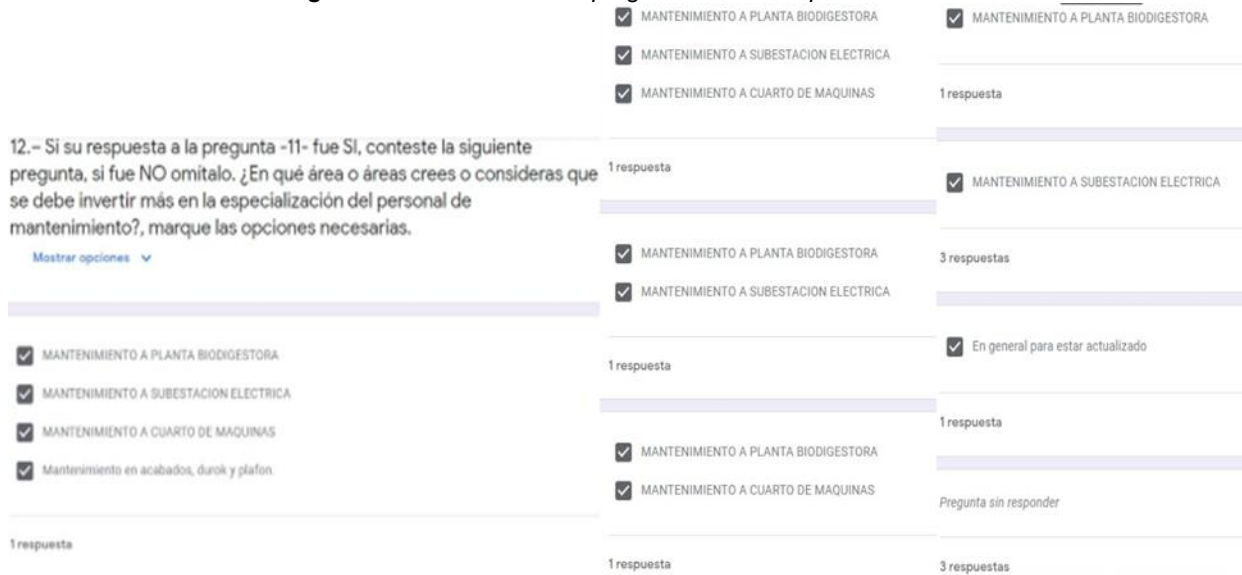 12.– Si su respuesta a la pregunta -11- fue SI, conteste la siguiente
pregunta, si fue NO omítalo. ¿En qué área o áreas crees o consideras que
se debe invertir más en la especialización del personal de
mantenimiento?, marque las opciones necesarias.
Mostrar opciones
MANTENIMIENTO A PLANTA BIODIGESTORA
MANTENIMIENTO A SUBESTACION ELECTRICA
MANTENIMIENTO A CUARTO DE MAQUINAS
Mantenimiento en acabados, durok y plafon.
1 respuesta
MANTENIMIENTO A PLANTA BIODIGESTORA
MANTENIMIENTO A SUBESTACION ELECTRICA
MANTENIMIENTO A CUARTO DE MAQUINAS
1 respuesta
MANTENIMIENTO A PLANTA BIODIGESTORA
MANTENIMIENTO A SUBESTACION ELECTRICA
1 respuesta
MANTENIMIENTO A PLANTA BIODIGESTORA
MANTENIMIENTO A CUARTO DE MAQUINAS
1 respuesta
MANTENIMIENTO A PLANTA BIODIGESTORA
1 respuesta
MANTENIMIENTO A SUBESTACION ELECTRICA
3 respuestas
En general para estar actualizado
1 respuesta
Pregunta sin responder
3 respuestas